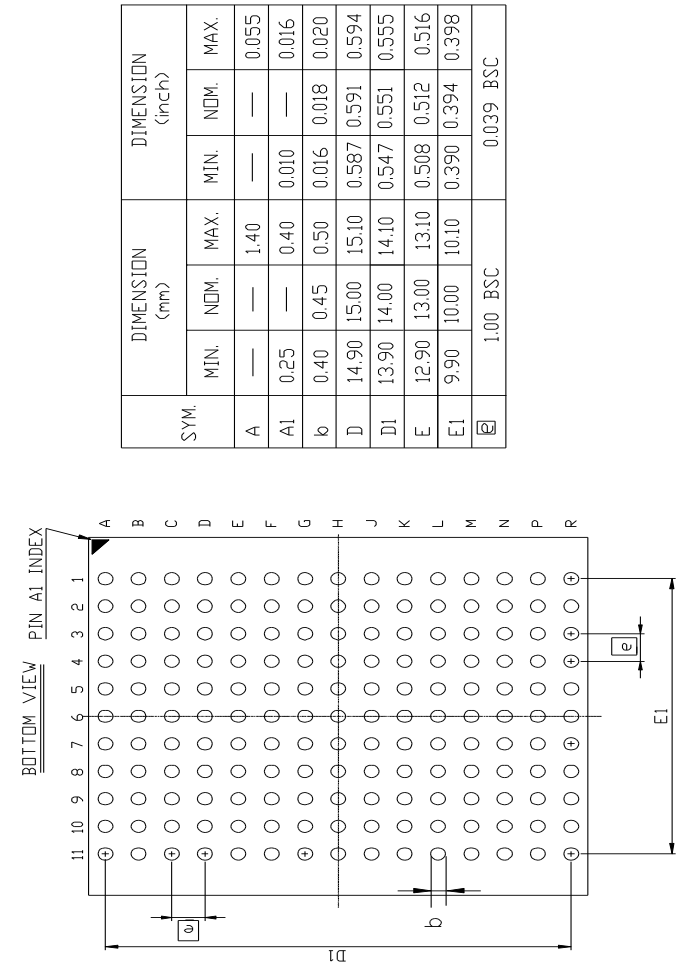 DIMENSION (mm) DIMENSION (inch)
SYM. MIN. NOM. MAX. MIN. NOM. MAX.
A — — 1.40 — — 0.055
A1 0.25 — 0.40 0.010 — 0.016
b 0.40 0.45 0.50 0.016 0.018 0.020
D 14.90 15.00 15.10 0.587 0.591 0.594
D1 13.90 14.00 14.10 0.547 0.551 0.555
E 12.90 13.00 13.10 0.508 0.512 0.516
E1 9.90 10.00 10.10 0.390 0.394 0.398
e 1.00 BSC 0.039 BSC
BOTTOM VIEW
PIN A1 INDEX
11 10 9 8 7 6 5 4 3 2 1
A
B
C
D
E
F
G
H
J
K
L
M
N
P
R
e
D1
b
e
E1